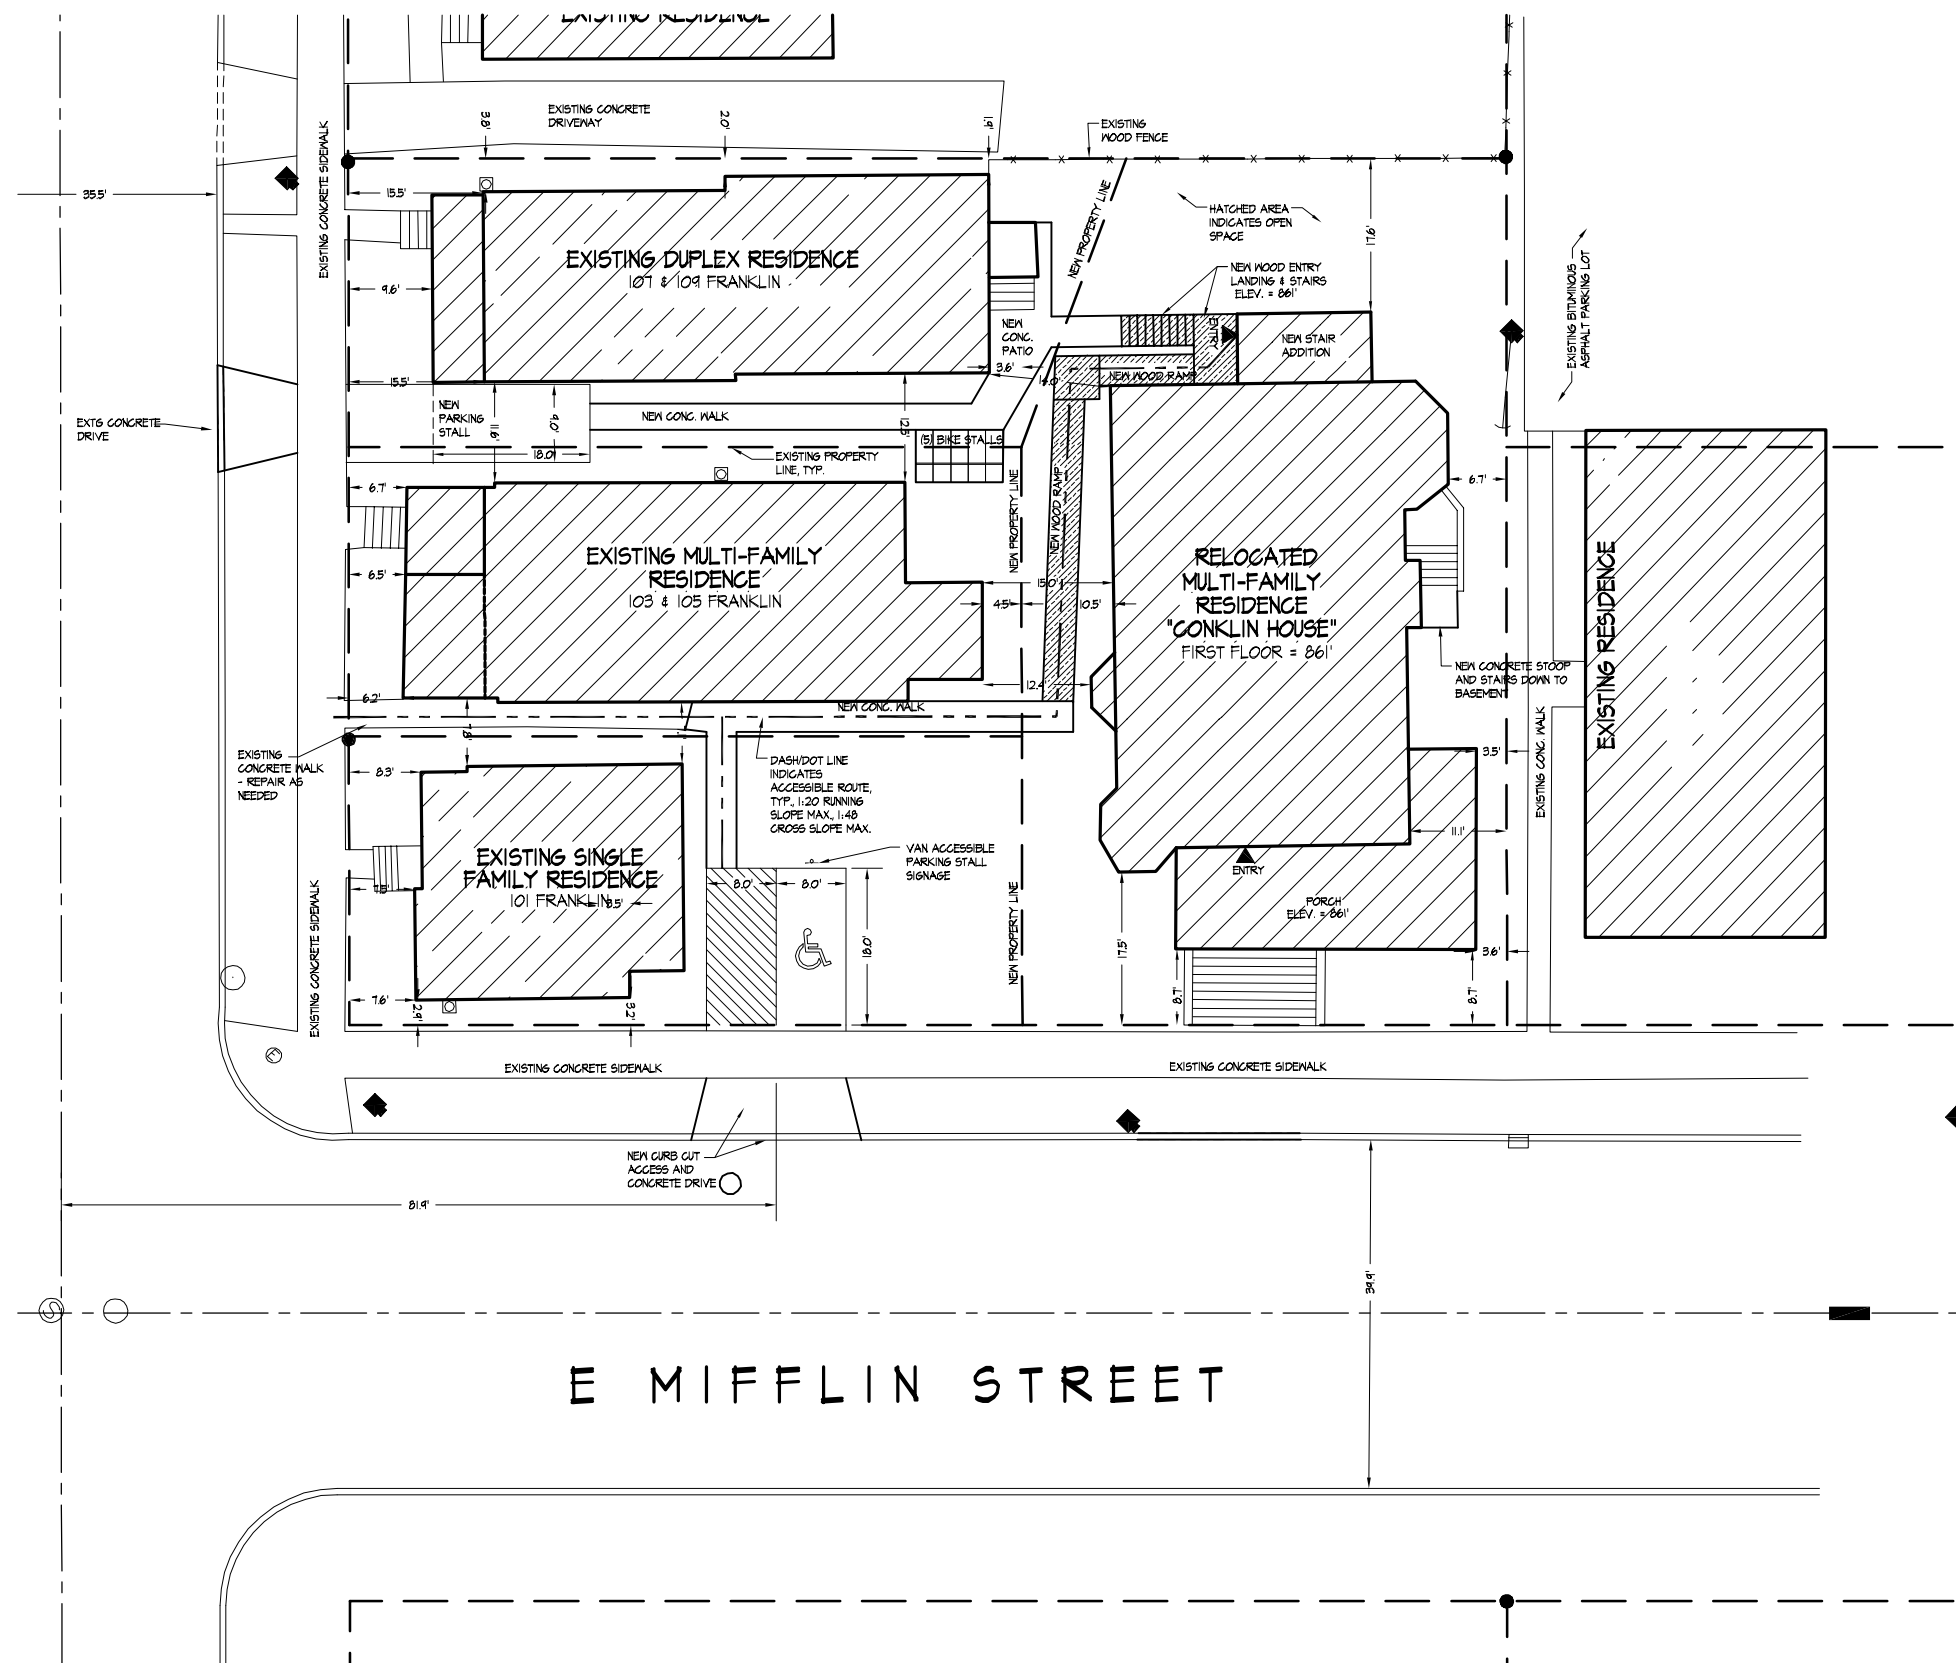 EXISTING RESIDENCE
EXISTING CONCRETE
DRIVEWAY
3.8'
2.0'
1.9'
EXISTING
WOOD FENCE
EXISTING CONCRETE SIDEWALK
35.5'
15.5'
NEW PROPERTY LINE
HATCHED AREA
INDICATES OPEN
SPACE
17.6'
EXISTING BITUMINOUS
ASPHALT PARKING LOT
EXISTING DUPLEX RESIDENCE
107 & 109 FRANKLIN
9.6'
NEW WOOD ENTRY
LANDING & STAIRS
ELEV. = 861'
NEW
CONC.
PATIO
ENTRY
NEW STAIR
ADDITION
3.6'
14.0'
NEW WOOD RAMP
15.5'
NEW
PARKING
STALL
11.6'
9.0'
18.0'
NEW CONC. WALK
12.5'
(5) BIKE STALLS
EXTG CONCRETE
DRIVE
EXISTING PROPERTY
LINE, TYP.
6.7'
6.7'
NEW PROPERTY LINE
NEW WOOD RAMP
EXISTING MULTI-FAMILY
RESIDENCE
103 & 105 FRANKLIN
6.5'
15.0'
4.5'
10.5'
RELOCATED
MULTI-FAMILY
RESIDENCE
"CONKLIN HOUSE"
FIRST FLOOR = 861'
EXISTING RESIDENCE
NEW CONCRETE STOOP
AND STAIRS DOWN TO
BASEMENT
12.4'
6.2'
NEW CONC. WALK
7.8'
EXISTING
CONCRETE WALK
- REPAIR AS
NEEDED
8.3'
DASH/DOT LINE
INDICATES
ACCESSIBLE ROUTE,
TYP., 1:20 RUNNING
SLOPE MAX., 1:48
CROSS SLOPE MAX.
3.5'
EXISTING CONC. WALK
11.1'
VAN ACCESSIBLE
PARKING STALL
SIGNAGE
EXISTING SINGLE
FAMILY RESIDENCE
101 FRANKLIN
8.0'
8.0'
18.0'
ENTRY
PORCH
ELEV. = 861'
EXISTING CONCRETE SIDEWALK
NEW PROPERTY LINE
17.5'
3.6'
8.7'
8.7'
7.6'
2.9'
3.2'
E
EXISTING CONCRETE SIDEWALK
EXISTING CONCRETE SIDEWALK
NEW CURB CUT
ACCESS AND
CONCRETE DRIVE
81.9'
39.9'
S
E MIFFLIN STREET